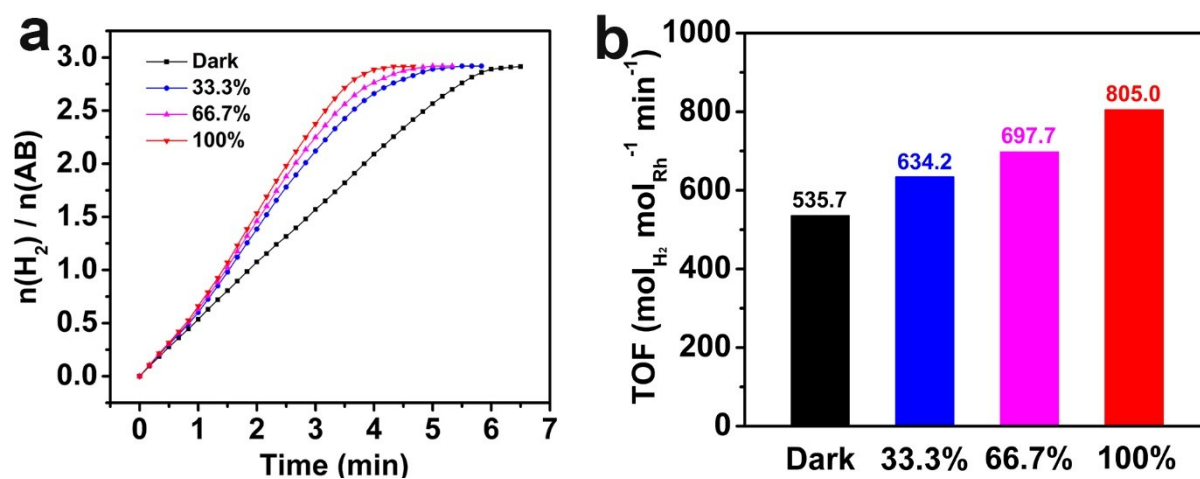 a
Dark
33.3%
66.7%
100%
3.0
2.5
2.0
1.5
1.0
0.5
0.0
n(H₂) / n(AB)
0 1 2 3 4 5 6 7
Time (min)
b
1000
800
600
400
200
0
TOF (mol_H₂ mol_Rh⁻¹ min⁻¹)
535.7
634.2
697.7
805.0
Dark 33.3% 66.7% 100%